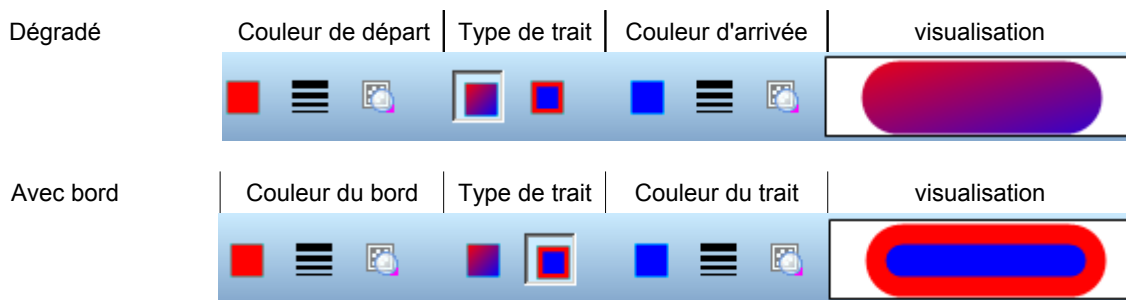 Dégradé Couleur de départ Type de trait Couleur d'arrivée visualisation
Avec bord Couleur du bord Type de trait Couleur du trait visualisation